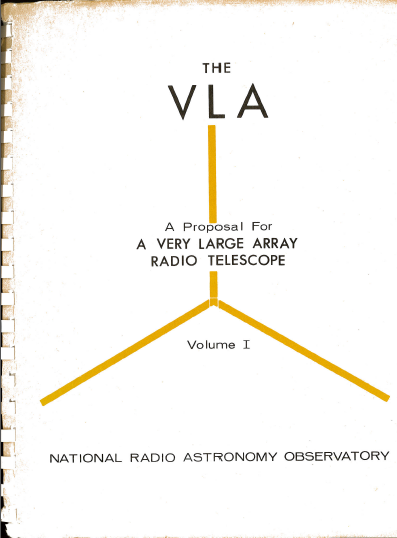 THE
VLA
A Proposal For
A VERY LARGE ARRAY
RADIO TELESCOPE
Volume I
NATIONAL RADIO ASTRONOMY OBSERVATORY